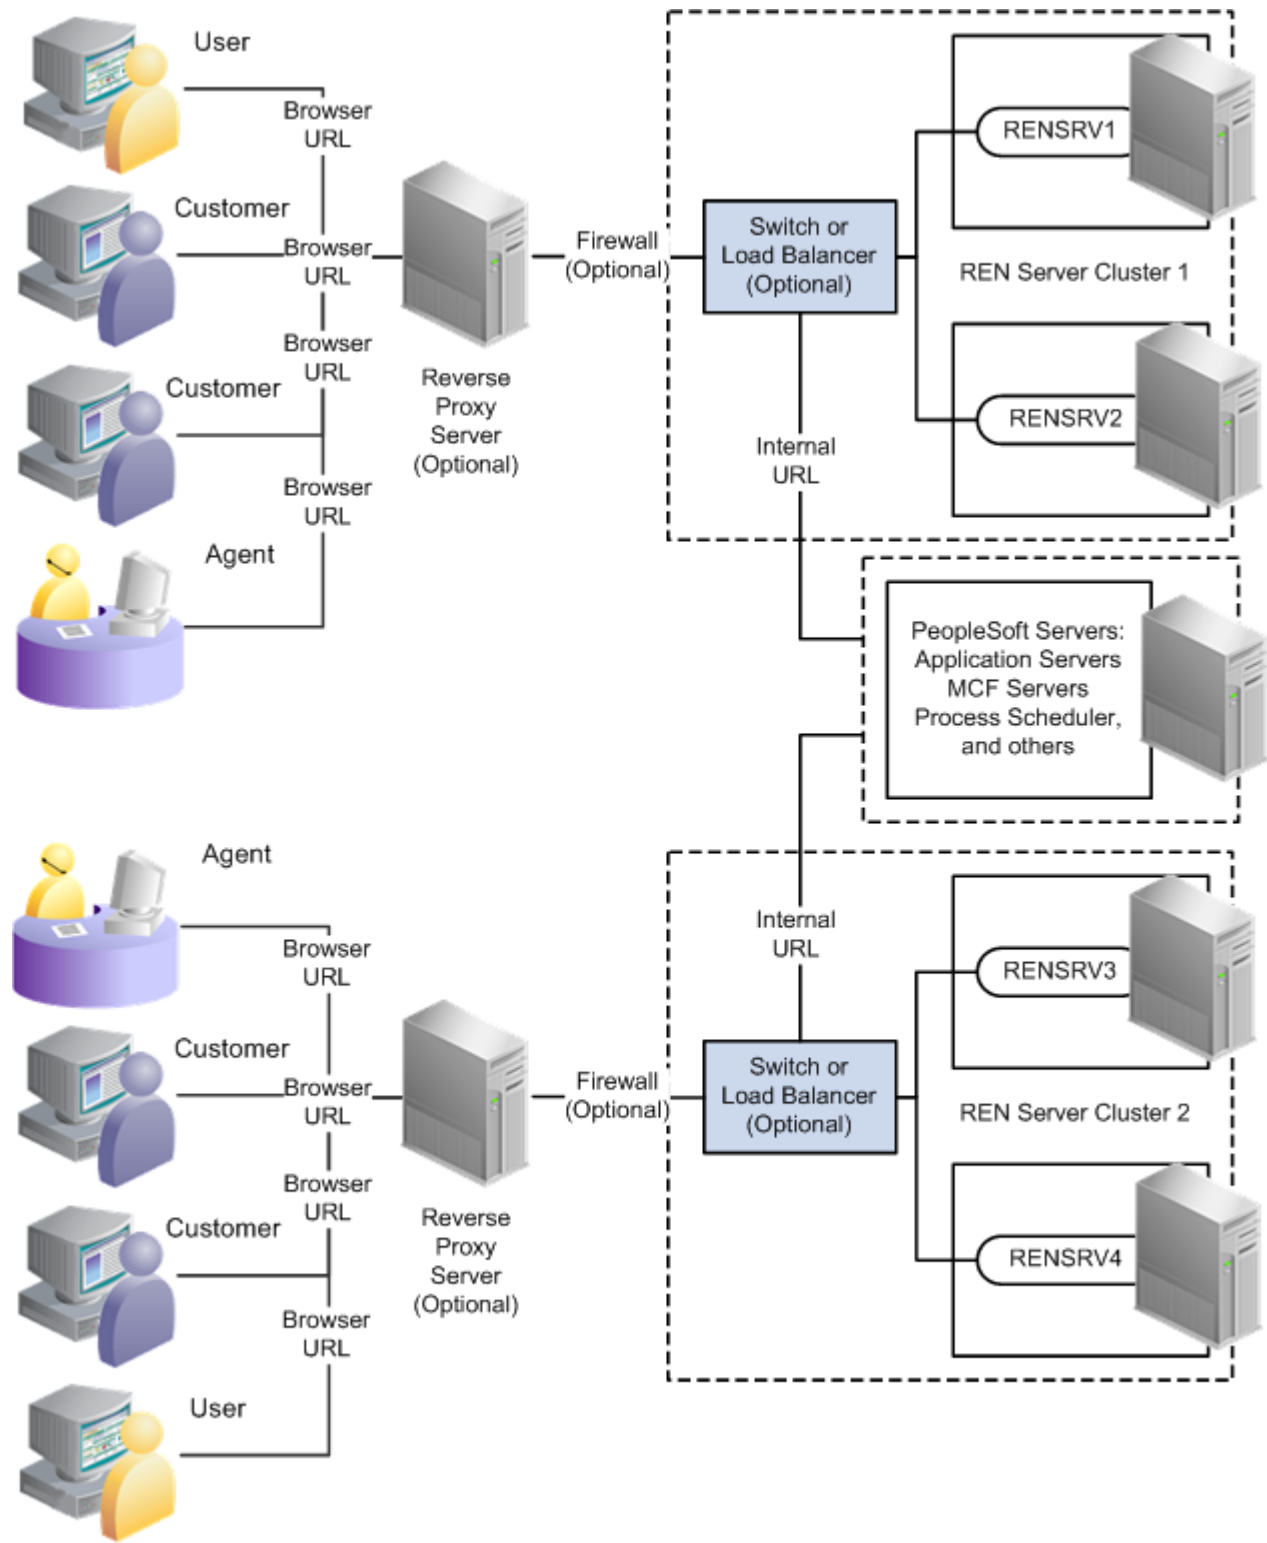 User
Browser
URL
Customer
Browser
URL
Customer
Browser
URL
Agent
Browser
URL
Reverse
Proxy
Server
(Optional)
Firewall
(Optional)
Switch or
Load Balancer
(Optional)
RENSRV1
REN Server Cluster 1
RENSRV2
Internal
URL
PeopleSoft Servers:
Application Servers
MCF Servers
Process Scheduler,
and others
Agent
Browser
URL
Customer
Browser
URL
Customer
Browser
URL
User
Browser
URL
Reverse
Proxy
Server
(Optional)
Firewall
(Optional)
Internal
URL
Switch or
Load Balancer
(Optional)
RENSRV3
REN Server Cluster 2
RENSRV4